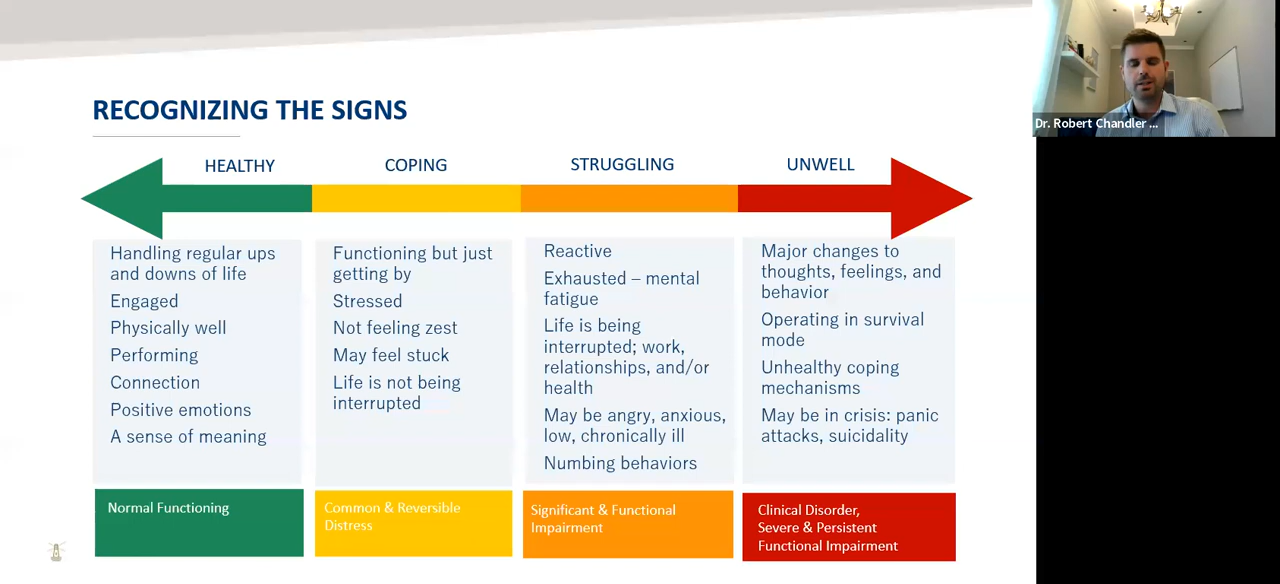 RECOGNIZING THE SIGNS
HEALTHY
COPING
STRUGGLING
UNWELL
Handling regular ups
and downs of life
Engaged
Physically well
Performing
Connection
Positive emotions
A sense of meaning
Functioning but just
getting by
Stressed
Not feeling zest
May feel stuck
Life is not being
interrupted
Reactive
Exhausted – mental
fatigue
Life is being
interrupted; work,
relationships, and/or
health
May be angry, anxious,
low, chronically ill
Numbing behaviors
Major changes to
thoughts, feelings, and
behavior
Operating in survival
mode
Unhealthy coping
mechanisms
May be in crisis: panic
attacks, suicidality
Normal Functioning
Common & Reversible
Distress
Significant & Functional
Impairment
Clinical Disorder,
Severe & Persistent
Functional Impairment
Dr. Robert Chandler ...